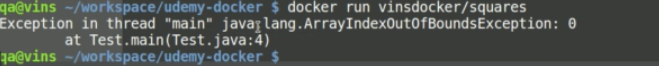 qa@vins ~/workspace/udemy-docker $ docker run vinsdocker/squares
Exception in thread "main" java.lang.ArrayIndexOutOfBoundsException: 0
        at Test.main(Test.java:4)
qa@vins ~/workspace/udemy-docker $